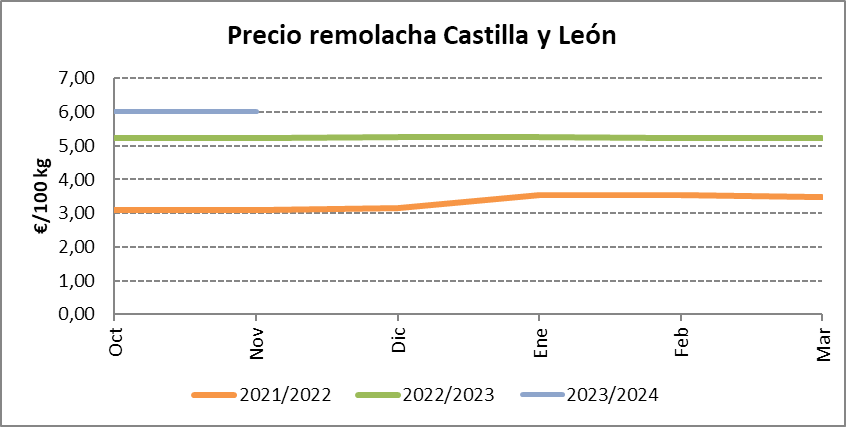 Precio remolacha Castilla y León
€/100 kg
7,00
6,00
5,00
4,00
3,00
2,00
1,00
0,00
Oct Nov Dic Ene Feb Mar
2021/2022 2022/2023 2023/2024